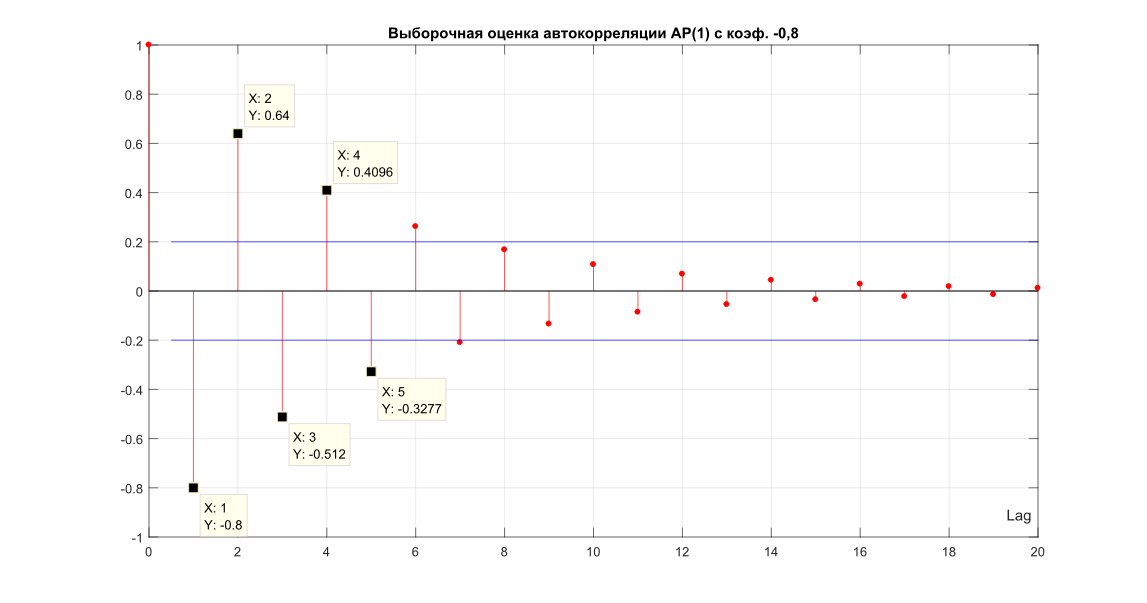 Выборочная оценка автокорреляции АР(1) с коэф. -0,8
1
0.8
0.6
0.4
0.2
0
-0.2
-0.4
-0.6
-0.8
-1
X: 2
Y: 0.64
X: 4
Y: 0.4096
X: 5
Y: -0.3277
X: 3
Y: -0.512
X: 1
Y: -0.8
Lag
0 2 4 6 8 10 12 14 16 18 20